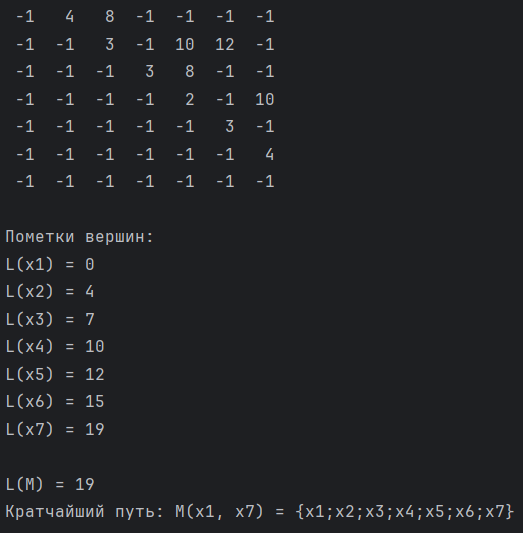 -1 4 8 -1 -1 -1 -1
-1 -1 3 -1 10 12 -1
-1 -1 -1 3 8 -1 -1
-1 -1 -1 -1 2 -1 10
-1 -1 -1 -1 -1 3 -1
-1 -1 -1 -1 -1 -1 4
-1 -1 -1 -1 -1 -1 -1
Пометки вершин:
L(x1) = 0
L(x2) = 4
L(x3) = 7
L(x4) = 10
L(x5) = 12
L(x6) = 15
L(x7) = 19
L(M) = 19
Кратчайший путь: M(x1, x7) = {x1;x2;x3;x4;x5;x6;x7}